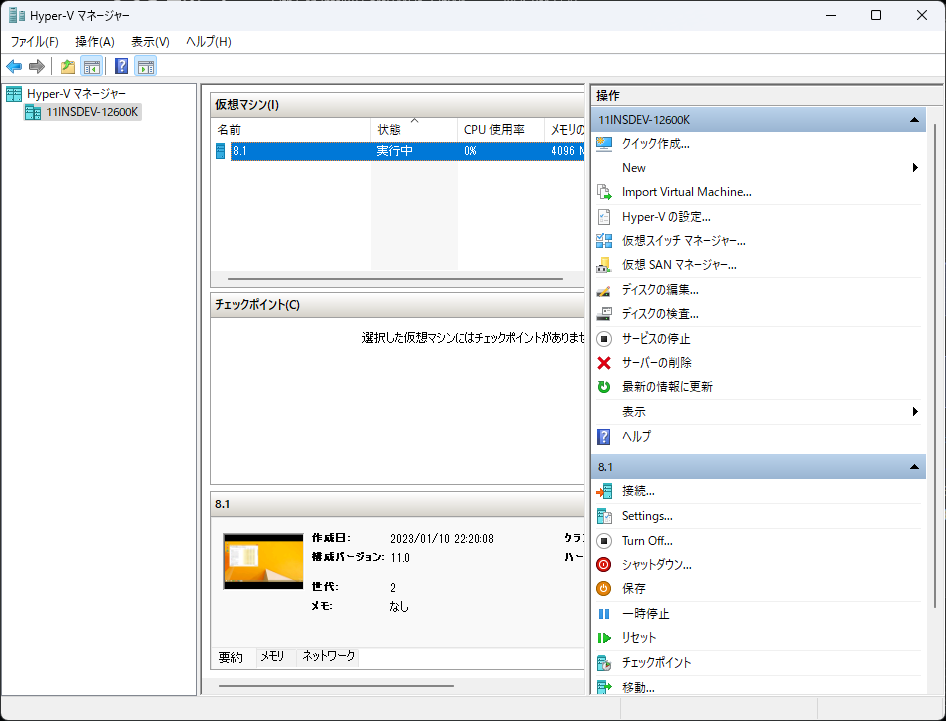 Hyper-V マネージャー
ファイル(F) 操作(A) 表示(V) ヘルプ(H)
Hyper-V マネージャー
11INSDEV-12600K
仮想マシン(I)
名前 状態 CPU 使用率 メモリの
8.1 実行中 0% 4096
チェックポイント(C)
選択した仮想マシンにはチェックポイントがありませ
8.1
作成日: 2023/01/10 22:20:08 クラ
構成バージョン: 11.0 ハー
世代: 2
メモ: なし
要約 メモリ ネットワーク
操作
11INSDEV-12600K
クイック作成...
New
Import Virtual Machine...
Hyper-V の設定...
仮想スイッチ マネージャー...
仮想 SAN マネージャー...
ディスクの編集...
ディスクの検査...
サービスの停止
サーバーの削除
最新の情報に更新
表示
ヘルプ
8.1
接続...
Settings...
Turn Off...
シャットダウン...
保存
一時停止
リセット
チェックポイント
移動...